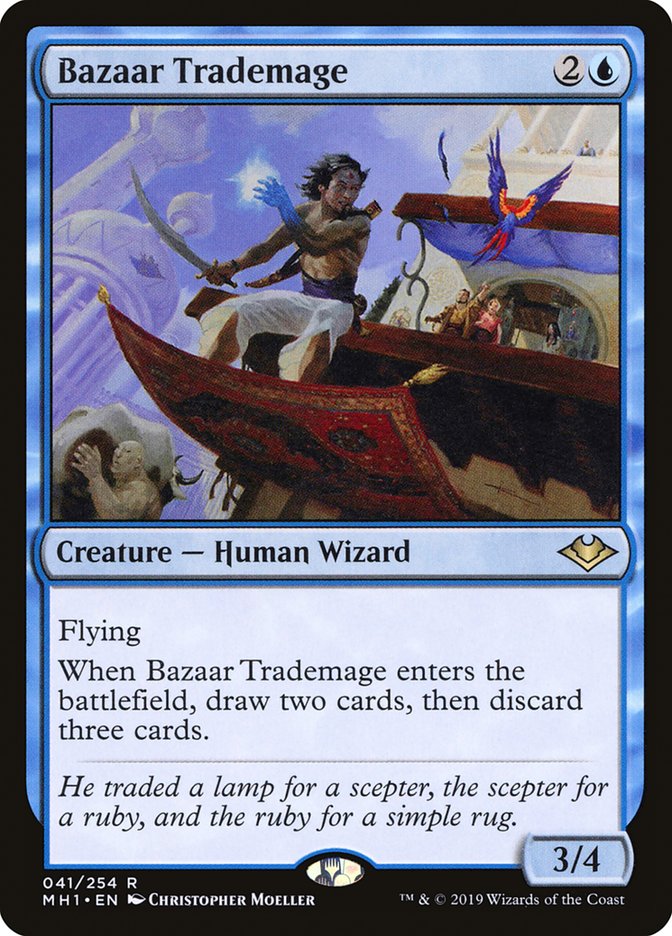 Bazaar Trademage 2
Creature — Human Wizard
Flying
When Bazaar Trademage enters the
battlefield, draw two cards, then discard
three cards.
He traded a lamp for a scepter, the scepter for
a ruby, and the ruby for a simple rug.
3/4
041/254 R
MH1 • EN Christopher Moeller
™ & © 2019 Wizards of the Coast